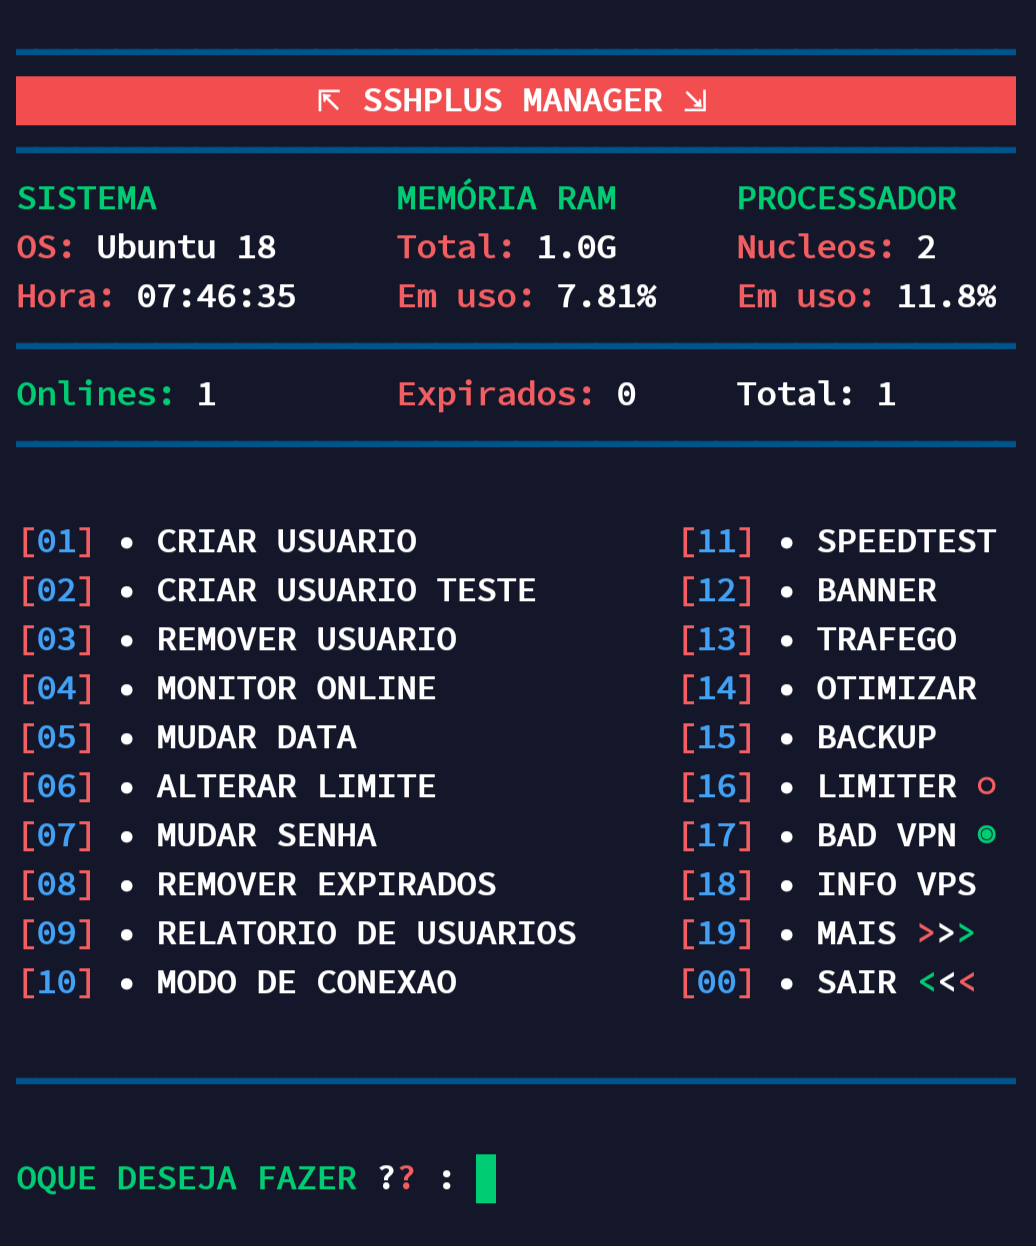 ⇱ SSHPLUS MANAGER ⇲
SISTEMA MEMÓRIA RAM PROCESSADOR
OS: Ubuntu 18 Total: 1.0G Nucleos: 2
Hora: 07:46:35 Em uso: 7.81% Em uso: 11.8%
Onlines: 1 Expirados: 0 Total: 1
[01] • CRIAR USUARIO [11] • SPEEDTEST
[02] • CRIAR USUARIO TESTE [12] • BANNER
[03] • REMOVER USUARIO [13] • TRAFEGO
[04] • MONITOR ONLINE [14] • OTIMIZAR
[05] • MUDAR DATA [15] • BACKUP
[06] • ALTERAR LIMITE [16] • LIMITER ○
[07] • MUDAR SENHA [17] • BAD VPN ◉
[08] • REMOVER EXPIRADOS [18] • INFO VPS
[09] • RELATORIO DE USUARIOS [19] • MAIS >>>
[10] • MODO DE CONEXAO [00] • SAIR <<<
OQUE DESEJA FAZER ?? :